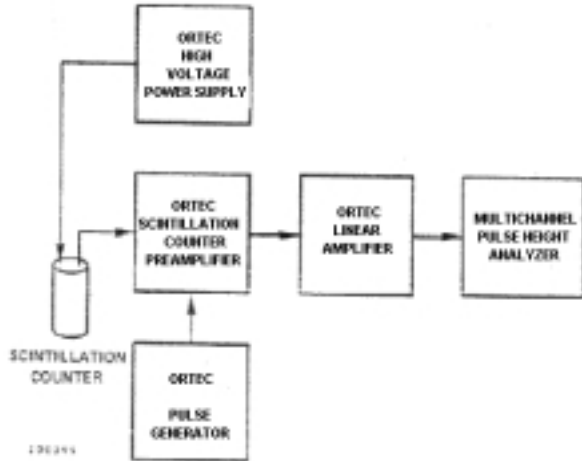 ORTEC
HIGH
VOLTAGE
POWER SUPPLY
ORTEC
SCINTILLATION
COUNTER
PREAMPLIFIER
ORTEC
LINEAR
AMPLIFIER
MULTICHANNEL
PULSE HEIGHT
ANALYZER
SCINTILLATION
COUNTER
ORTEC
PULSE
GENERATOR